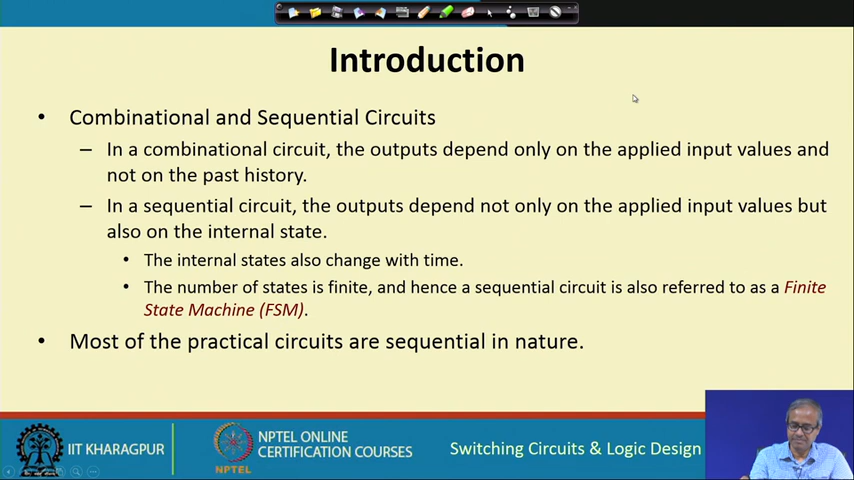 Introduction
• Combinational and Sequential Circuits
– In a combinational circuit, the outputs depend only on the applied input values and
not on the past history.
– In a sequential circuit, the outputs depend not only on the applied input values but
also on the internal state.
• The internal states also change with time.
• The number of states is finite, and hence a sequential circuit is also referred to as a Finite
State Machine (FSM).
• Most of the practical circuits are sequential in nature.
IIT KHARAGPUR
NPTEL
NPTEL ONLINE
CERTIFICATION COURSES
Switching Circuits & Logic Design